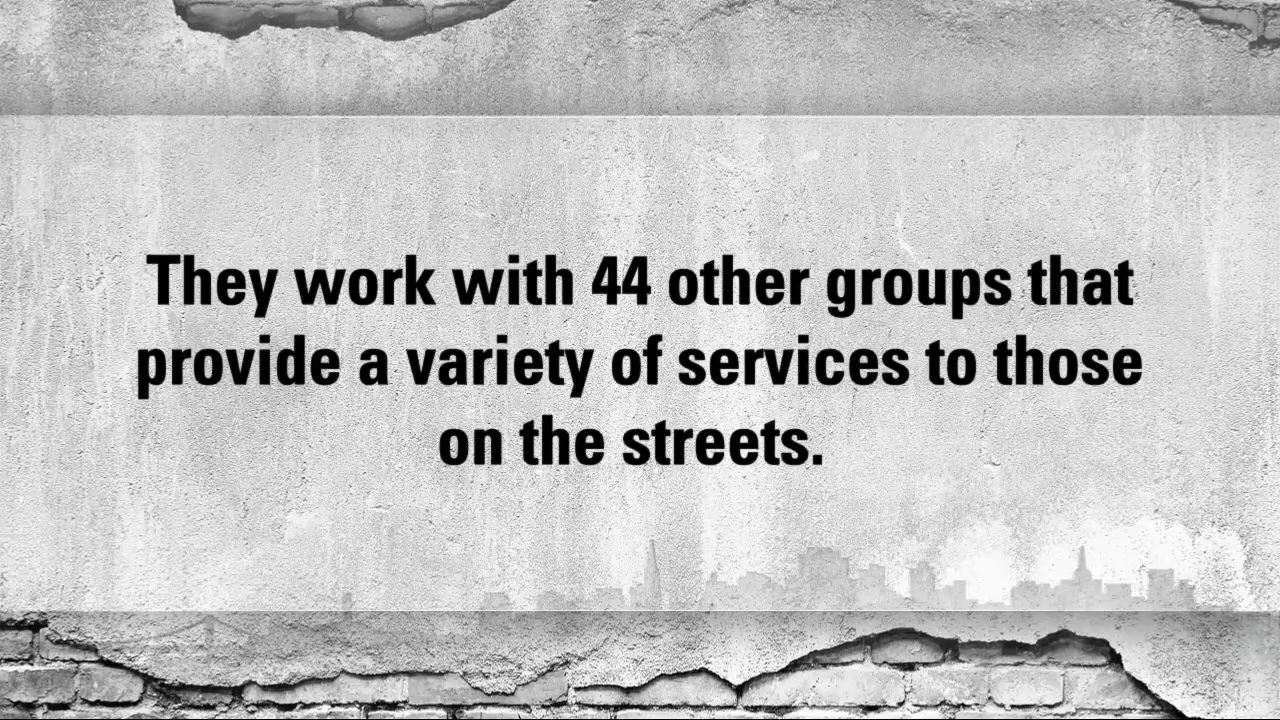 They work with 44 other groups that
provide a variety of services to those
on the streets.